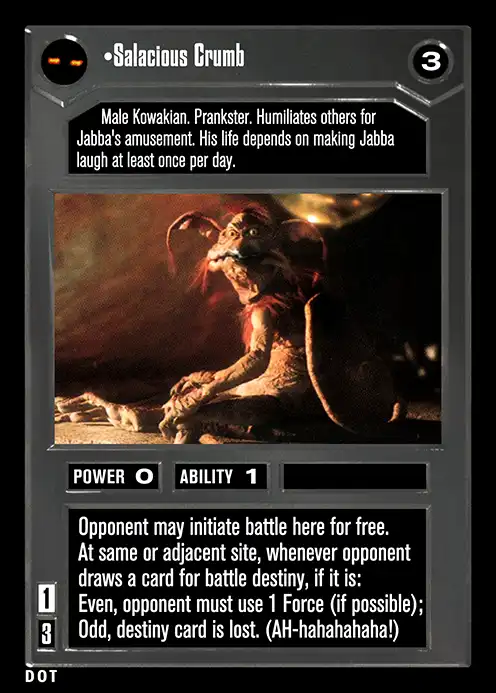 •Salacious Crumb
3
Male Kowakian. Prankster. Humiliates others for
Jabba's amusement. His life depends on making Jabba
laugh at least once per day.
POWER 0 ABILITY 1
Opponent may initiate battle here for free.
At same or adjacent site, whenever opponent
draws a card for battle destiny, if it is:
Even, opponent must use 1 Force (if possible);
Odd, destiny card is lost. (AH-hahahahaha!)
1
3
DOT